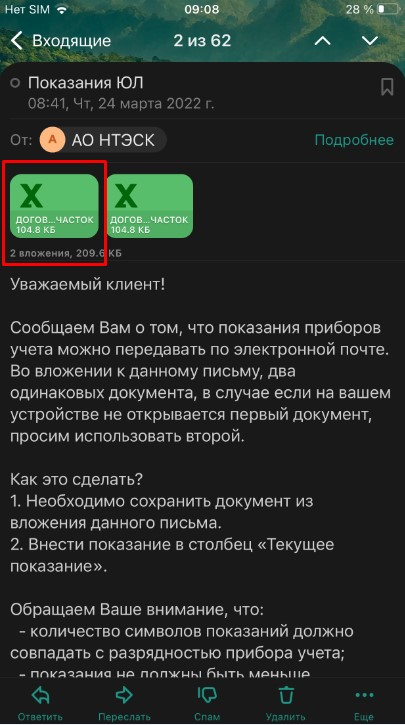 Нет SIM 09:08 28 %
Входящие 2 из 62
Показания ЮЛ
08:41, Чт, 24 марта 2022 г.
От: А АО НТЭСК Подробнее
X X
ДОГОВ...ЧАСТОК ДОГОВ...ЧАСТОК
104.8 КБ 104.8 КБ
2 вложения, 209.6 КБ
Уважаемый клиент!
Сообщаем Вам о том, что показания приборов
учета можно передавать по электронной почте.
Во вложении к данному письму, два
одинаковых документа, в случае если на вашем
устройстве не открывается первый документ,
просим использовать второй.
Как это сделать?
1. Необходимо сохранить документ из
вложения данного письма.
2. Внести показание в столбец «Текущее
показание».
Обращаем Ваше внимание, что:
- количество символов показаний должно
совпадать с разрядностью прибора учета;
- показания не должны быть меньше
Ответить Переслать Спам Удалить Еще